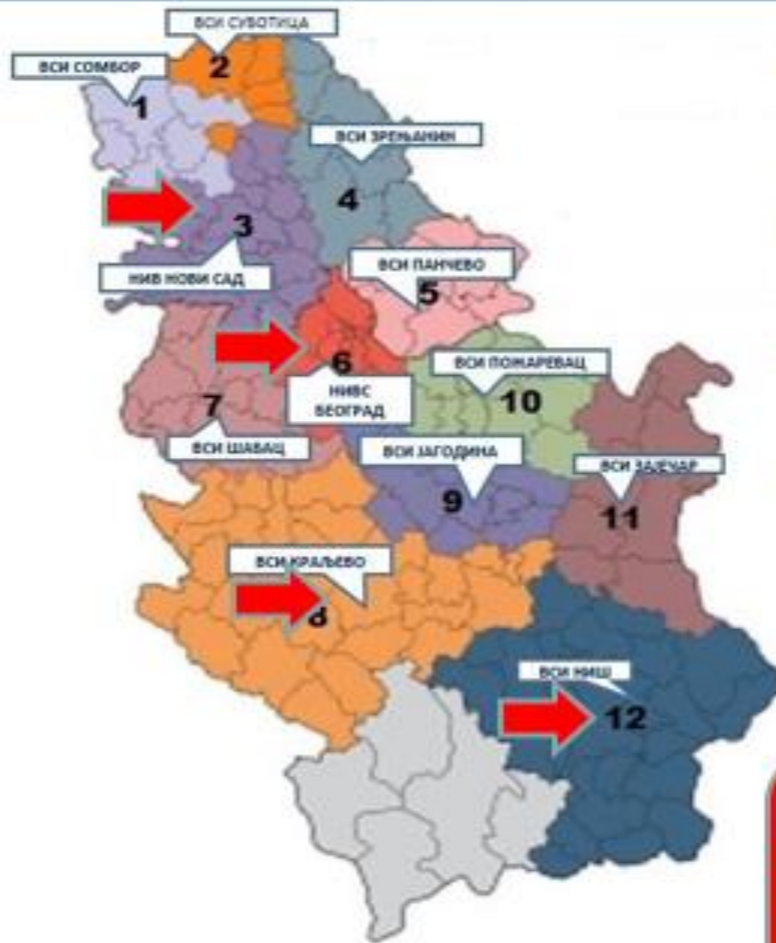 ВСИ СУБОТИЦА
2
ВСИ СОМБОР
1
ВСИ ЗРЕЊАНИН
4
3
НИВ НОВИ САД
ВСИ ПАНЧЕВО
5
6
НИВС
БЕОГРАД
ВСИ ПОЖАРЕВАЦ
10
7
ВСИ ШАБАЦ
ВСИ ЈАГОДИНА
9
ВСИ ЗАЈЕЧАР
11
ВСИ КРАЉЕВО
8
ВСИ НИШ
12